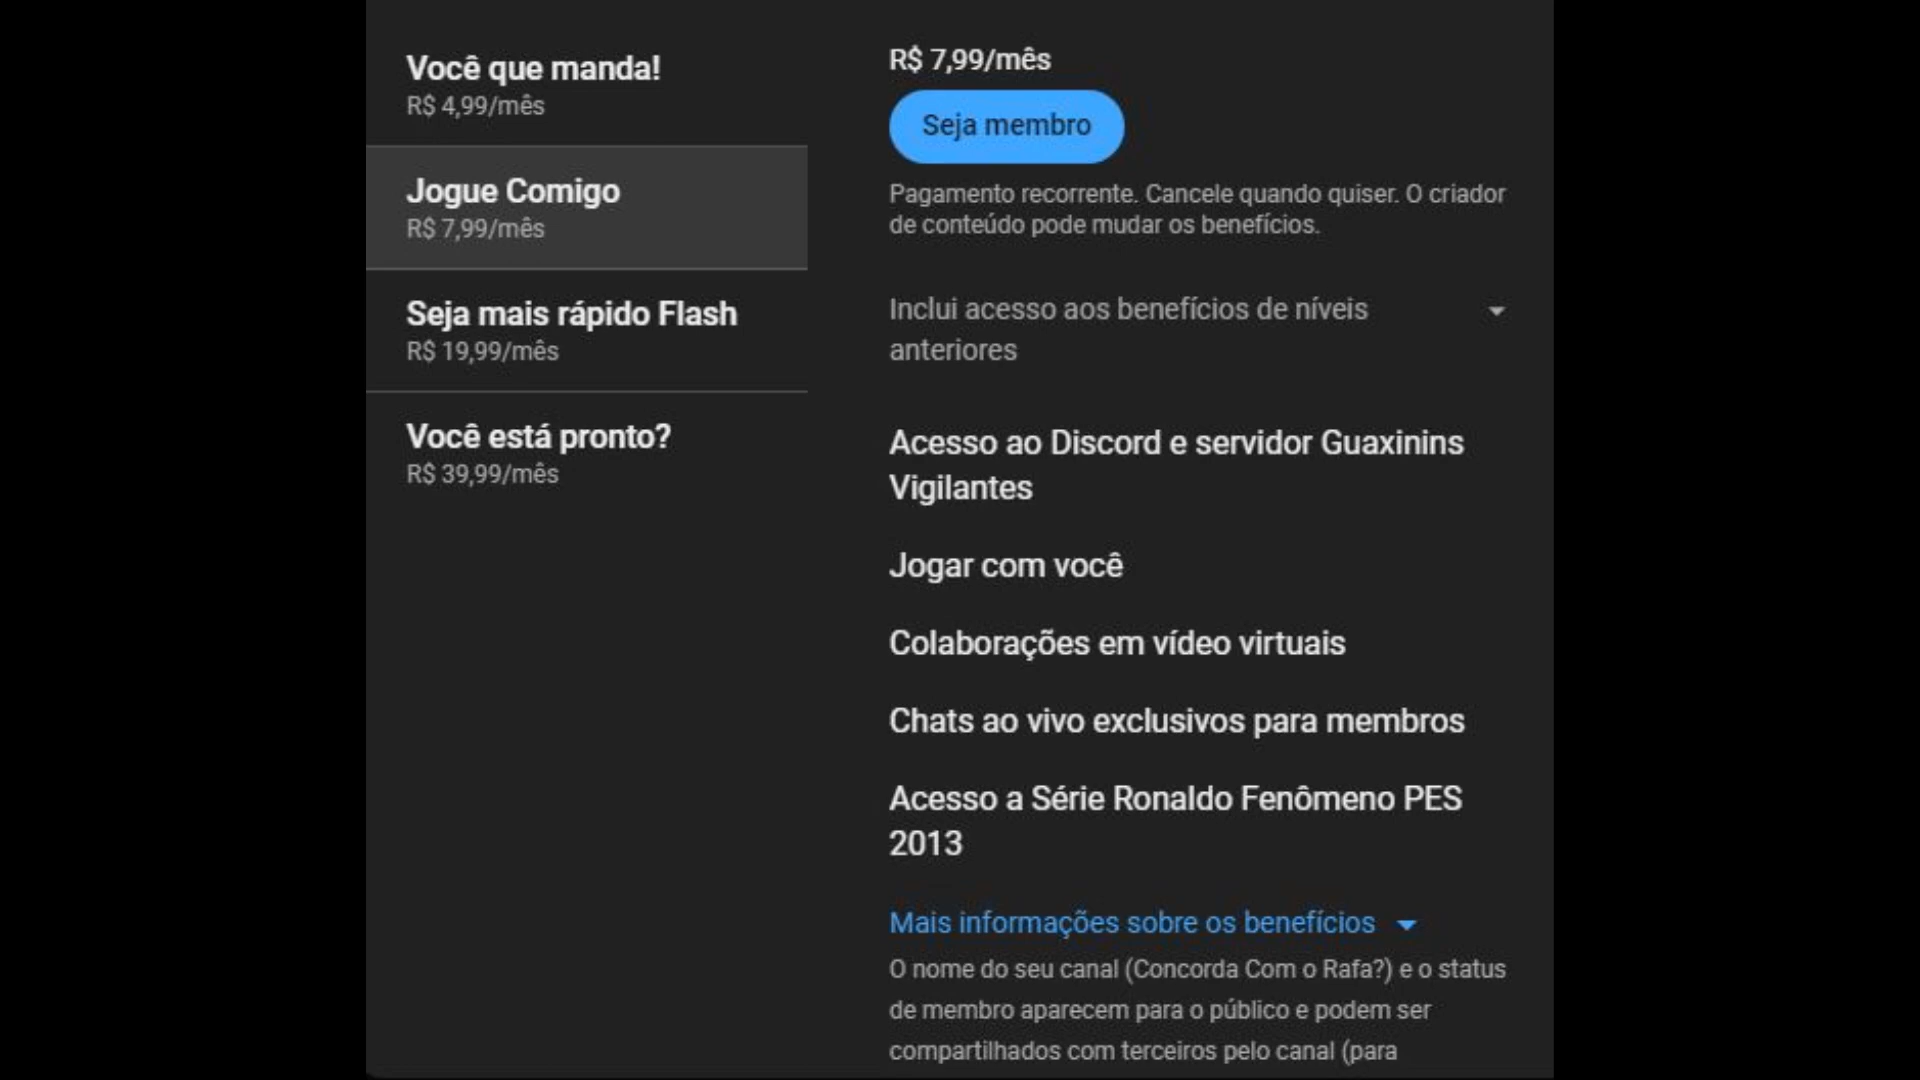 Você que manda!
R$ 4,99/mês
Jogue Comigo
R$ 7,99/mês
Seja mais rápido Flash
R$ 19,99/mês
Você está pronto?
R$ 39,99/mês
R$ 7,99/mês
Seja membro
Pagamento recorrente. Cancele quando quiser. O criador
de conteúdo pode mudar os benefícios.
Inclui acesso aos benefícios de níveis
anteriores
Acesso ao Discord e servidor Guaxinins
Vigilantes
Jogar com você
Colaborações em vídeo virtuais
Chats ao vivo exclusivos para membros
Acesso a Série Ronaldo Fenômeno PES
2013
Mais informações sobre os benefícios
O nome do seu canal (Concorda Com o Rafa?) e o status
de membro aparecem para o público e podem ser
compartilhados com terceiros pelo canal (para